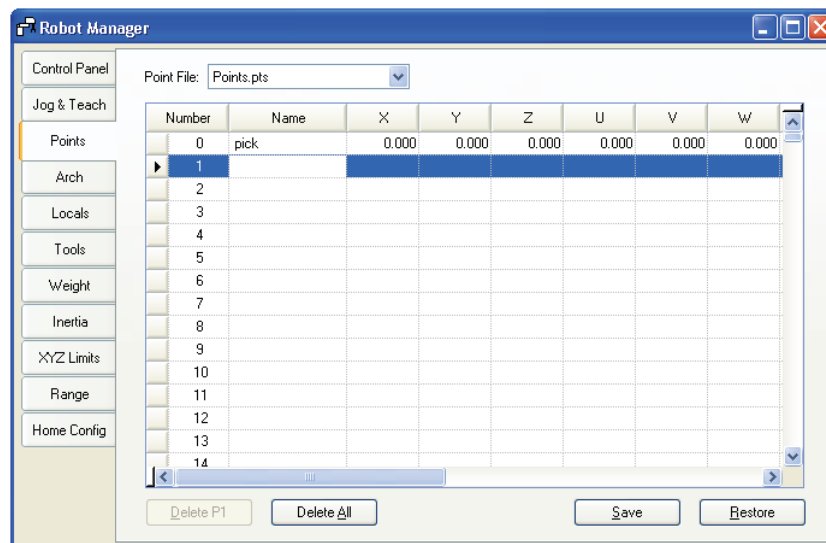 Robot Manager
Control Panel
Jog & Teach
Points
Arch
Locals
Tools
Weight
Inertia
XYZ Limits
Range
Home Config
Point File: Points.pts
Number Name X Y Z U V W
0 pick 0.000 0.000 0.000 0.000 0.000 0.000
1
2
3
4
5
6
7
8
9
10
11
12
13
14
Delete P1 Delete All Save Restore